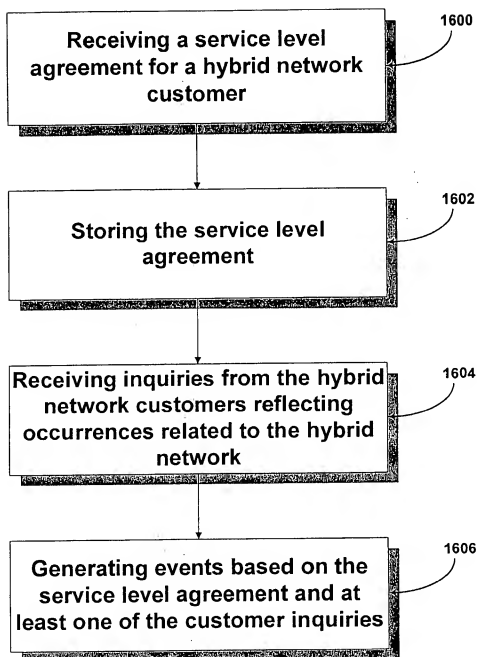 Receiving a service level
agreement for a hybrid network
customer
1600
Storing the service level
agreement
1602
Receiving inquiries from the hybrid
network customers reflecting
occurrences related to the hybrid
network
1604
Generating events based on the
service level agreement and at
least one of the customer inquiries
1606